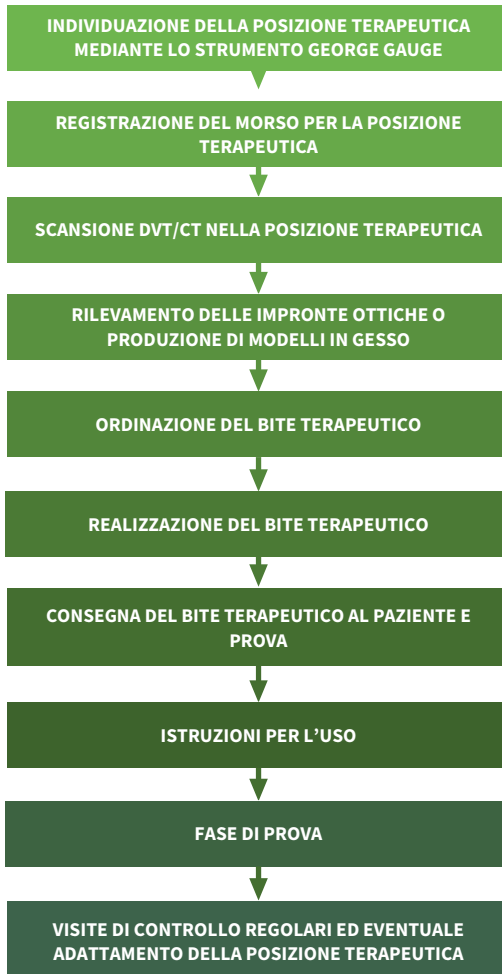 INDIVIDUAZIONE DELLA POSIZIONE TERAPEUTICA
MEDIANTE LO STRUMENTO GEORGE GAUGE
REGISTRAZIONE DEL MORSO PER LA POSIZIONE
TERAPEUTICA
SCANSIONE DVT/CT NELLA POSIZIONE TERAPEUTICA
RILEVAMENTO DELLE IMPRONTE OTTICHE O
PRODUZIONE DI MODELLI IN GESSO
ORDINAZIONE DEL BITE TERAPEUTICO
REALIZZAZIONE DEL BITE TERAPEUTICO
CONSEGNA DEL BITE TERAPEUTICO AL PAZIENTE E
PROVA
ISTRUZIONI PER L’USO
FASE DI PROVA
VISITE DI CONTROLLO REGOLARI ED EVENTUALE
ADATTAMENTO DELLA POSIZIONE TERAPEUTICA